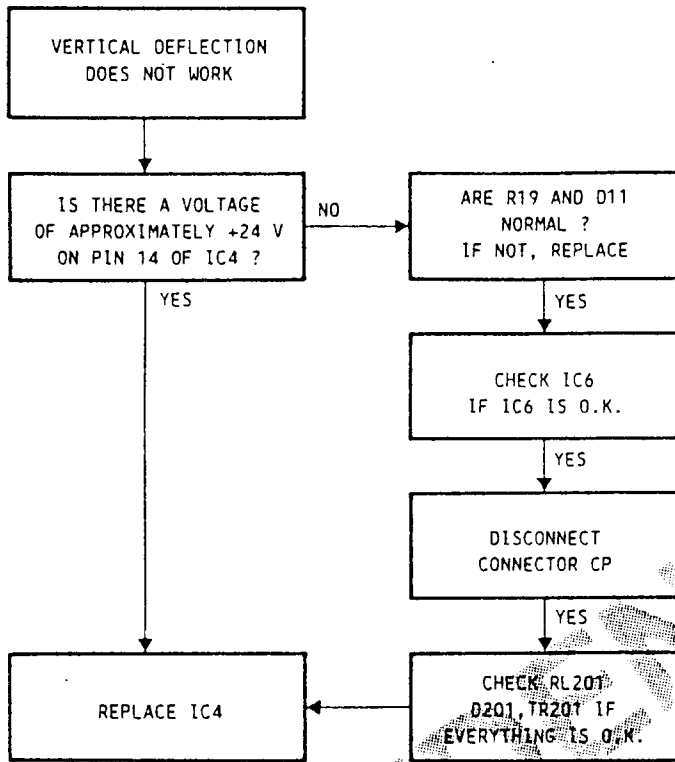 VERTICAL DEFLECTION
DOES NOT WORK
IS THERE A VOLTAGE
OF APPROXIMATELY +24 V
ON PIN 14 OF IC4 ?
NO
ARE R19 AND D11
NORMAL ?
IF NOT, REPLACE
YES
YES
CHECK IC6
IF IC6 IS O.K.
YES
DISCONNECT
CONNECTOR CP
YES
REPLACE IC4
CHECK RL201
D201,TR201 IF
EVERYTHING IS O.K.